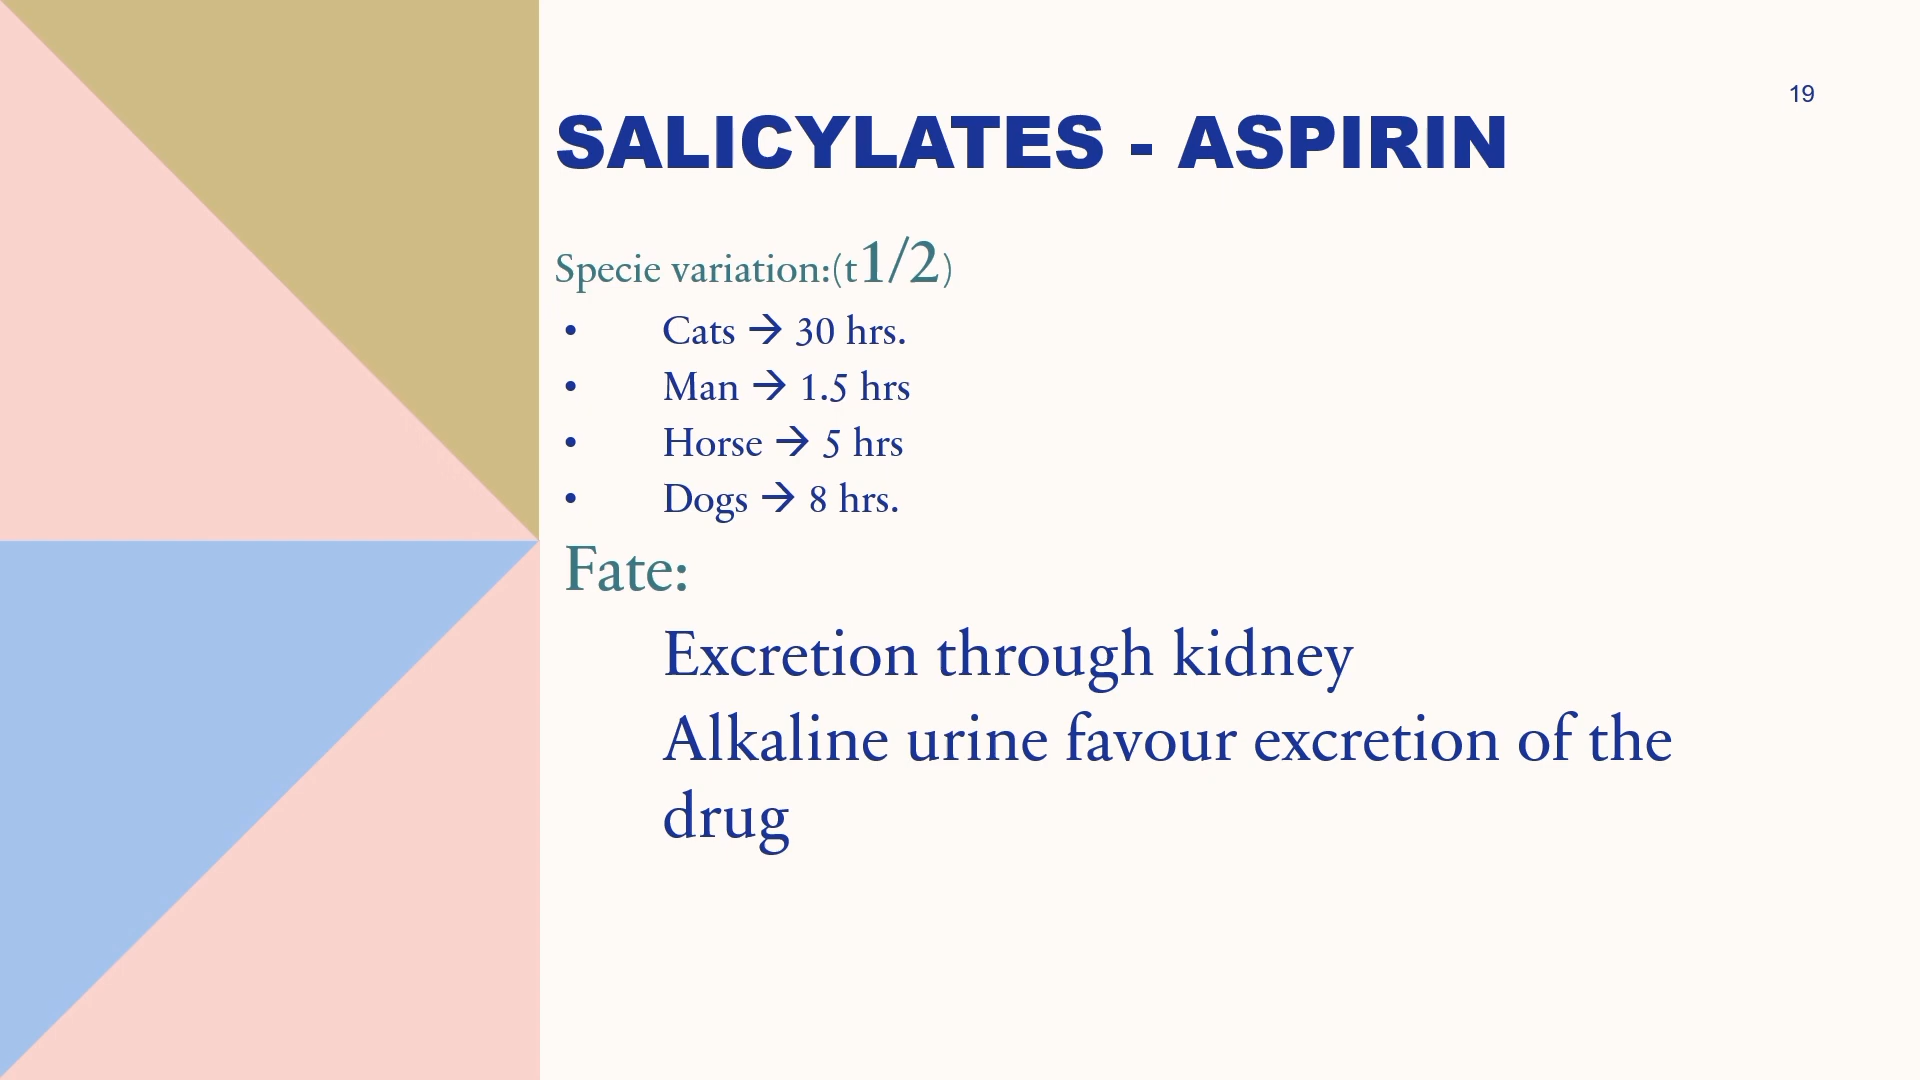 19
SALICYLATES - ASPIRIN
Specie variation:(t1/2)
• Cats → 30 hrs.
• Man → 1.5 hrs
• Horse → 5 hrs
• Dogs → 8 hrs.
Fate:
Excretion through kidney
Alkaline urine favour excretion of the
drug